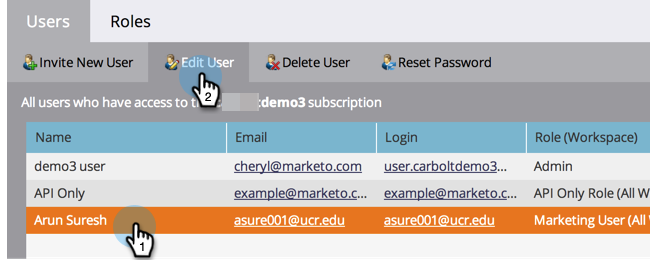 Users Roles
Invite New User Edit User Delete User Reset Password
All users who have access to t :demo3 subscription
Name Email Login Role (Workspace)
demo3 user cheryl@marketo.com user.carboltdemo3... Admin
API Only example@marketo.c... example@marketo.c... API Only Role (All W
Arun Suresh asure001@ucr.edu asure001@ucr.edu Marketing User (All
2
1